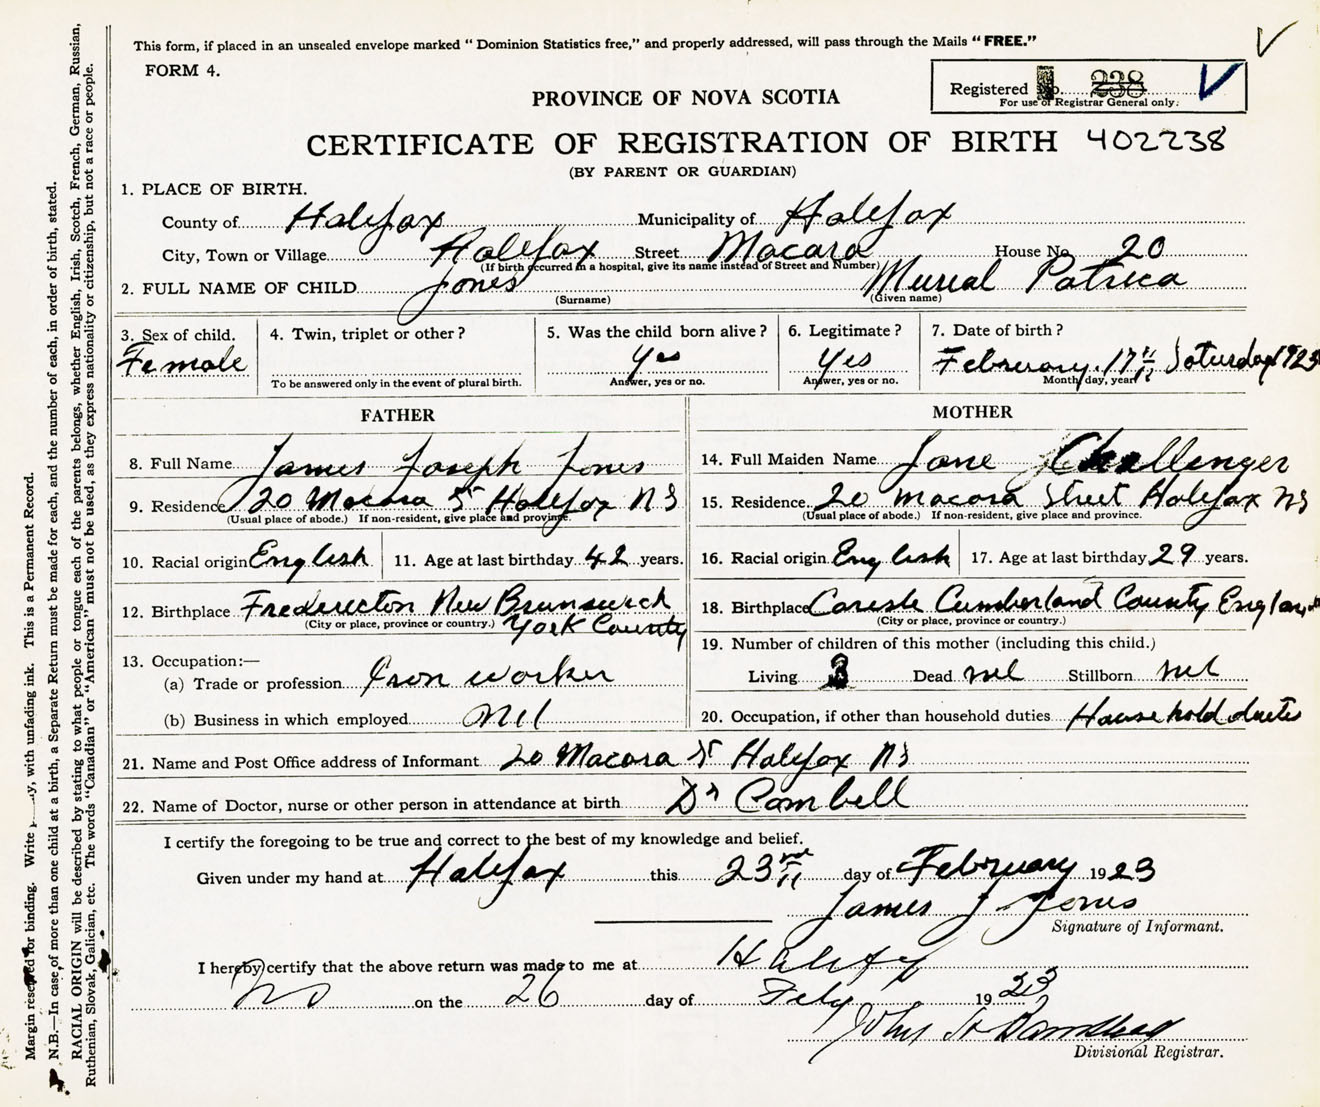 This form, if placed in an unsealed envelope marked "Dominion Statistics free," and properly addressed, will pass through the Mails "FREE."
FORM 4.
Registered No. 238
For use of Registrar General only.
PROVINCE OF NOVA SCOTIA
CERTIFICATE OF REGISTRATION OF BIRTH 402238
(BY PARENT OR GUARDIAN)
1. PLACE OF BIRTH.
County of Halifax Municipality of Halifax
City, Town or Village Halifax Street Macara House No. 20
(If birth occurred in a hospital, give its name instead of Street and Number)
2. FULL NAME OF CHILD Jones Murial Patrica
(Surname) (Given name)
3. Sex of child. 4. Twin, triplet or other? 5. Was the child born alive? 6. Legitimate? 7. Date of birth?
Female Yes Yes February 17th Saturday 1923
To be answered only in the event of plural birth. Answer, yes or no. Answer, yes or no. Month, day, year
FATHER MOTHER
8. Full Name James Joseph Jones
14. Full Maiden Name Jane Challenger
9. Residence 20 Macara St Halifax NS
(Usual place of abode.) If non-resident, give place and province.
15. Residence 20 Macara Street Halifax NS
(Usual place of abode.) If non-resident, give place and province.
10. Racial origin English 11. Age at last birthday 42 years.
16. Racial origin English 17. Age at last birthday 29 years.
12. Birthplace Fredericton New Brunswick
(City or place, province or country.) York County
18. Birthplace Carisle Cumberland County England
(City or place, province or country.)
13. Occupation:—
(a) Trade or profession Iron worker
(b) Business in which employed Nil
19. Number of children of this mother (including this child.)
Living 3 Dead nil Stillborn nil
20. Occupation, if other than household duties Household duties
21. Name and Post Office address of Informant 20 Macara St Halifax NS
22. Name of Doctor, nurse or other person in attendance at birth Dr Cambell
I certify the foregoing to be true and correct to the best of my knowledge and belief.
Given under my hand at Halifax this 23rd day of February 1923
James J Jones
Signature of Informant.
I hereby certify that the above return was made to me at Halifax
NS on the 26 day of Feby 1923
John
Divisional Registrar.
Margin reserved for binding. Write with unfading ink. This is a Permanent Record.
N.B.—In case of more than one child at a birth, a Separate Return must be made for each, and the number of each, in order of birth, stated.
RACIAL ORIGIN will be described by stating to what people or tongue each of the parents belongs, whether English, Irish, Scotch, French, German, Russian,
Ruthenian, Slovak, Galician, etc. The words "Canadian" or "American" must not be used, as they express nationality or citizenship, but not a race or people.